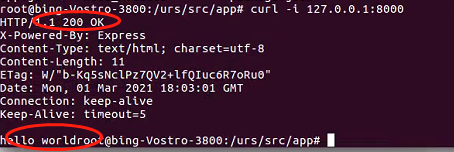 root@bing-Vostro-3800:/urs/src/app# curl -i 127.0.0.1:8000
HTTP/1.1 200 OK
X-Powered-By: Express
Content-Type: text/html; charset=utf-8
Content-Length: 11
ETag: W/"b-Kq5sNclPz7QV2+lfQIuc6R7oRu0"
Date: Mon, 01 Mar 2021 18:03:01 GMT
Connection: keep-alive
Keep-Alive: timeout=5
hello worldroot@bing-Vostro-3800:/urs/src/app#